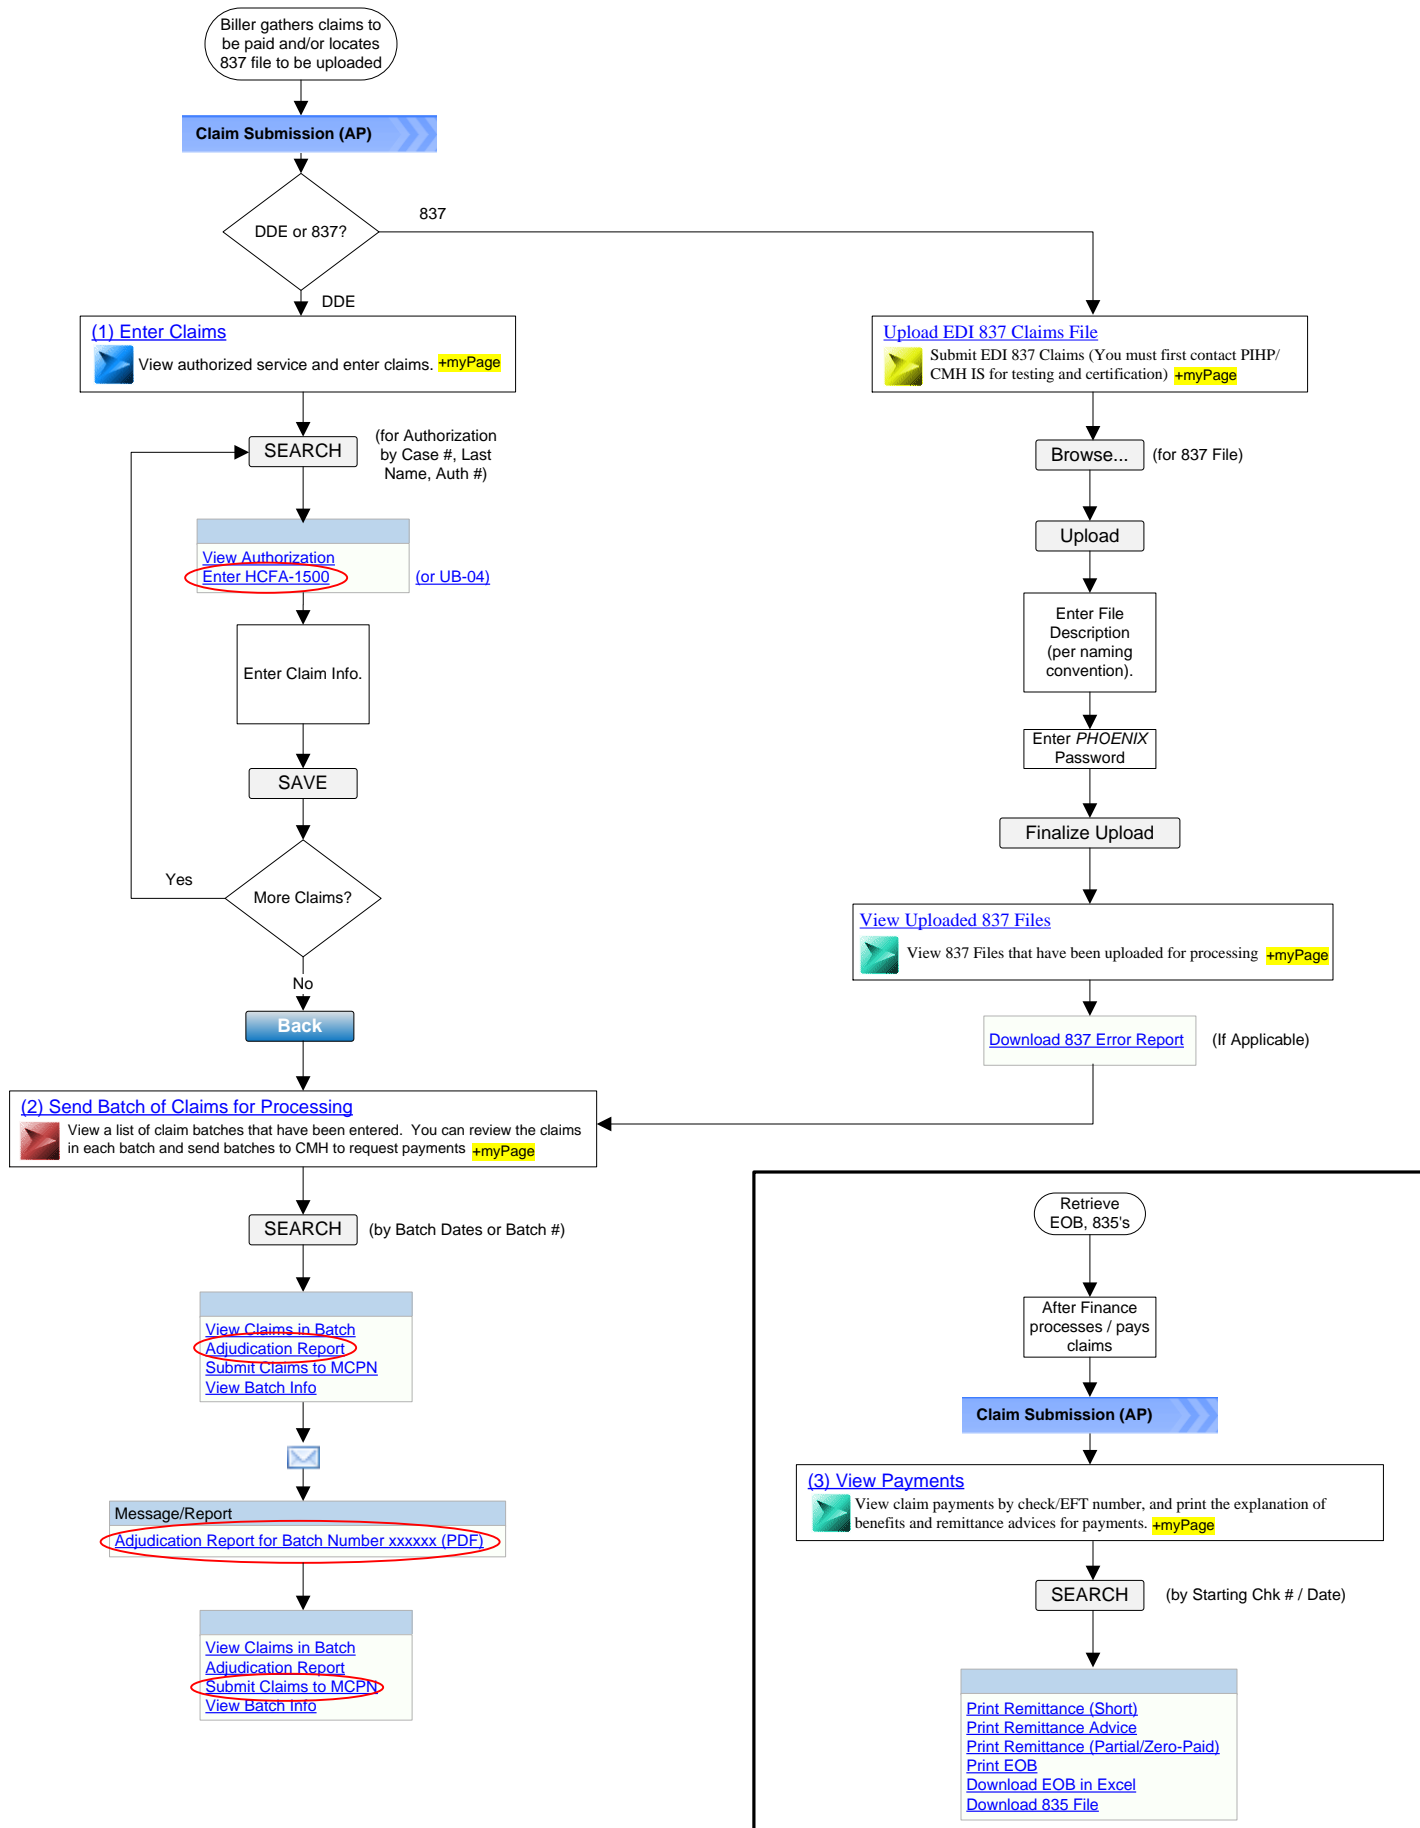 Biller gathers claims to
be paid and/or locates
837 file to be uploaded
Claim Submission (AP)
DDE or 837?
837
DDE
(1) Enter Claims
View authorized service and enter claims. +myPage
SEARCH
(for Authorization
by Case #, Last
Name, Auth #)
View Authorization
Enter HCFA-1500
(or UB-04)
Enter Claim Info.
SAVE
More Claims?
Yes
No
Back
Upload EDI 837 Claims File
Submit EDI 837 Claims (You must first contact PIHP/
CMH IS for testing and certification) +myPage
Browse...
(for 837 File)
Upload
Enter File
Description
(per naming
convention).
Enter PHOENIX
Password
Finalize Upload
View Uploaded 837 Files
View 837 Files that have been uploaded for processing +myPage
Download 837 Error Report
(If Applicable)
(2) Send Batch of Claims for Processing
View a list of claim batches that have been entered.  You can review the claims
in each batch and send batches to CMH to request payments +myPage
SEARCH
(by Batch Dates or Batch #)
View Claims in Batch
Adjudication Report
Submit Claims to MCPN
View Batch Info
Message/Report
Adjudication Report for Batch Number xxxxxx (PDF)
View Claims in Batch
Adjudication Report
Submit Claims to MCPN
View Batch Info
Retrieve
EOB, 835's
After Finance
processes / pays
claims
Claim Submission (AP)
(3) View Payments
View claim payments by check/EFT number, and print the explanation of
benefits and remittance advices for payments. +myPage
SEARCH
(by Starting Chk # / Date)
Print Remittance (Short)
Print Remittance Advice
Print Remittance (Partial/Zero-Paid)
Print EOB
Download EOB in Excel
Download 835 File